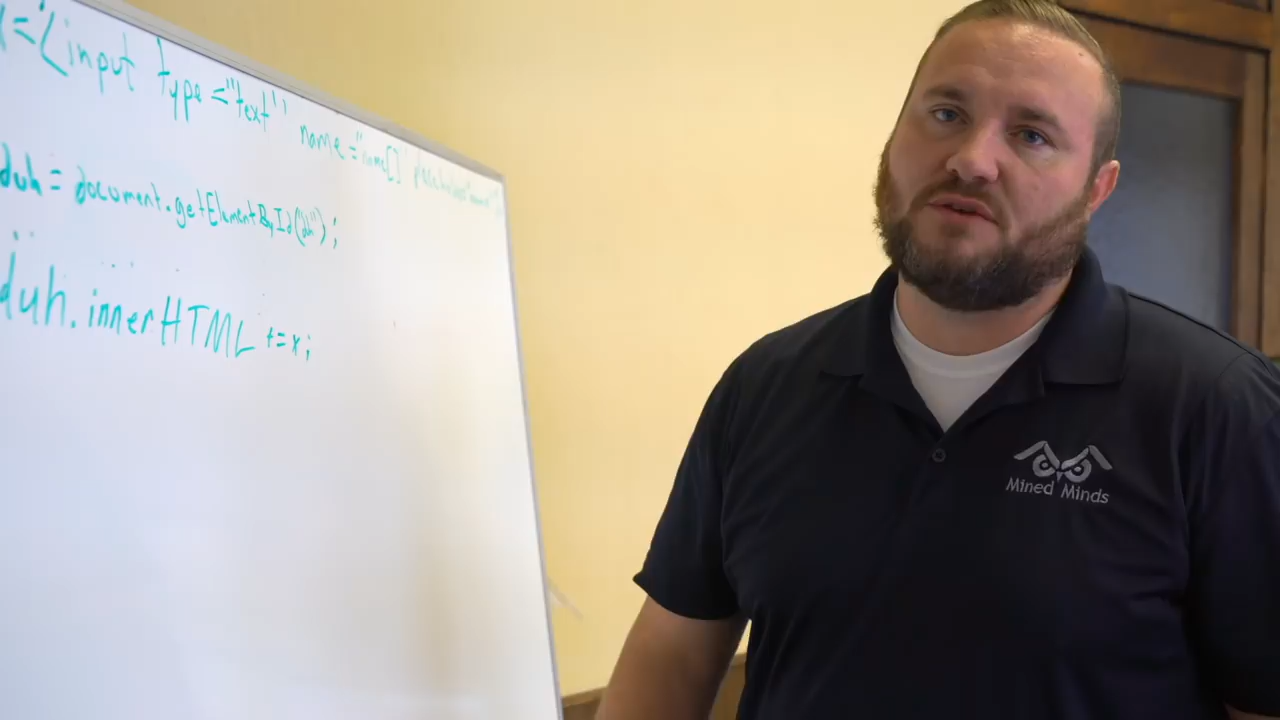 x='<input type="text" name="name[]"
duh = document.getElementById("duh");
duh.innerHTML += x;
Mined Minds